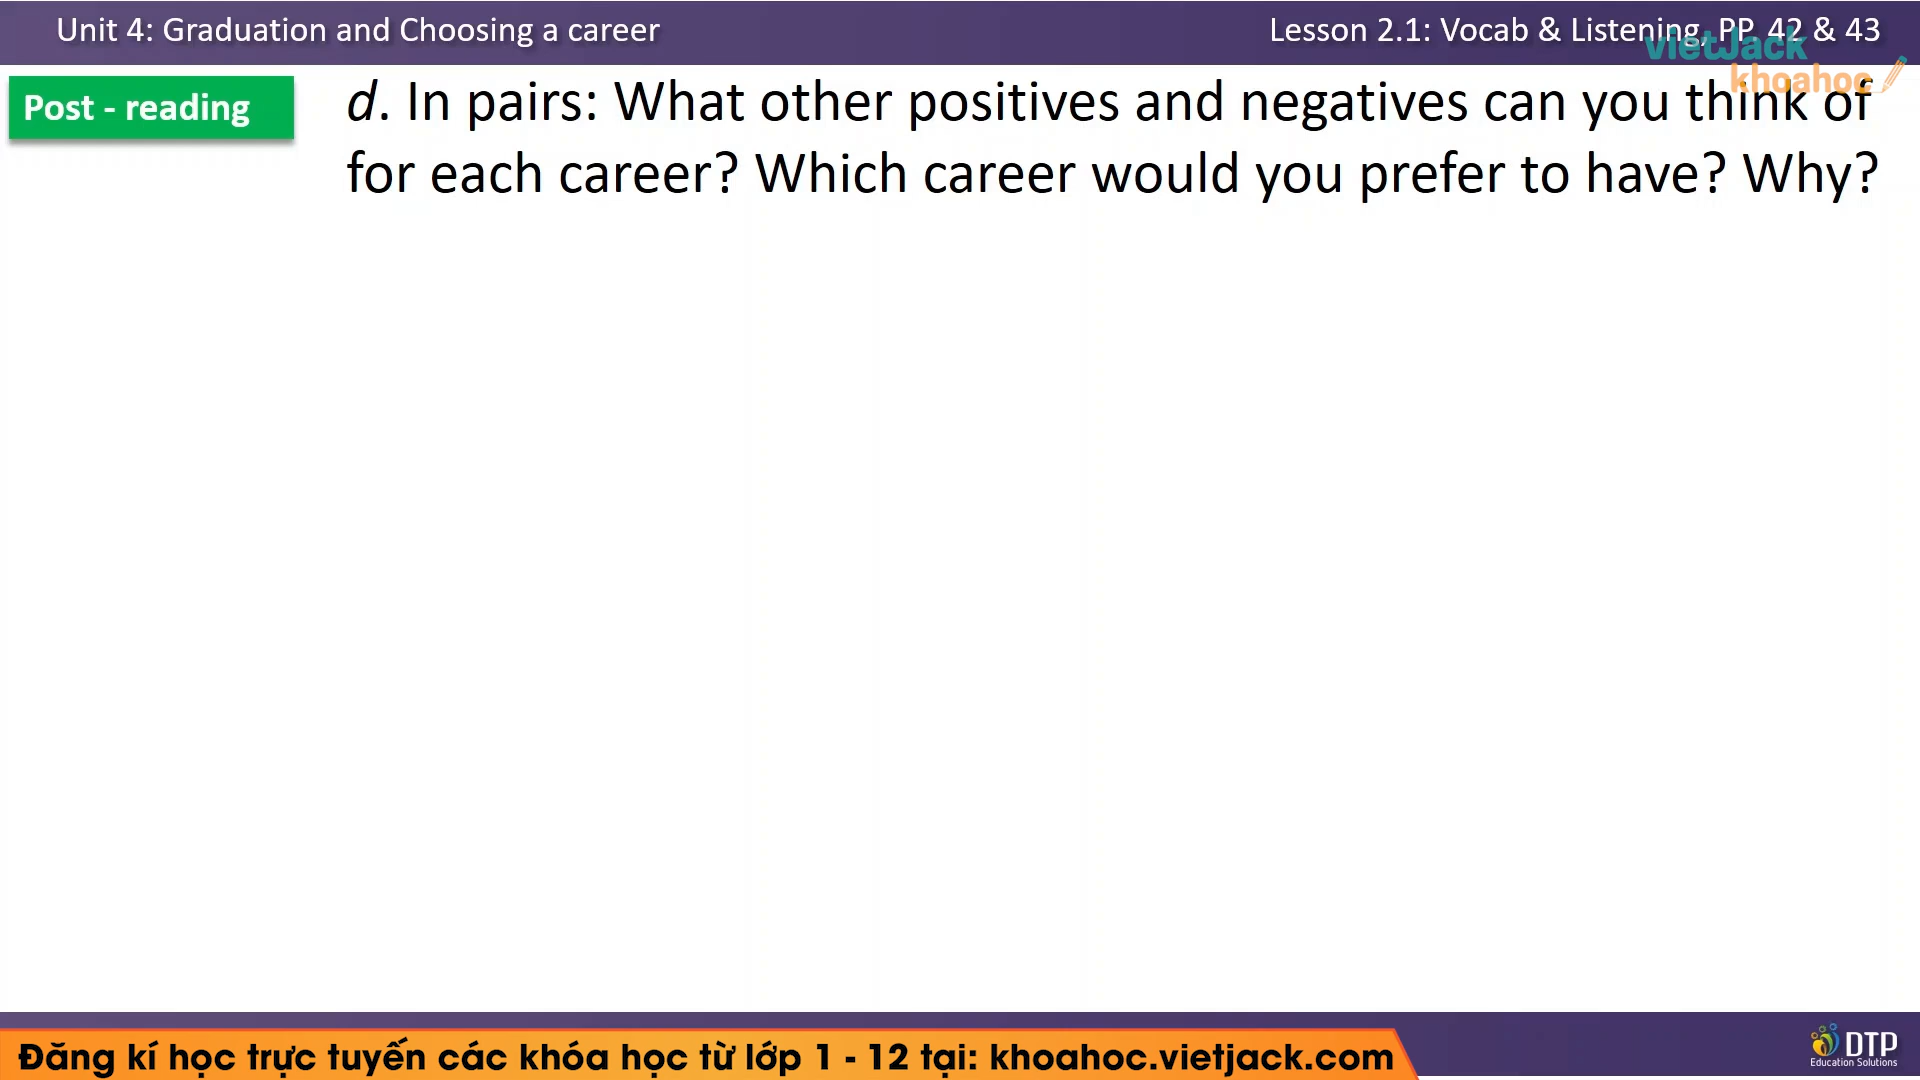 Unit 4: Graduation and Choosing a career
Lesson 2.1: Vocab & Listening, PP. 42 & 43
vietJack
khoahoc
Post - reading
d. In pairs: What other positives and negatives can you think of
for each career? Which career would you prefer to have? Why?
Đăng kí học trực tuyến các khóa học từ lớp 1 - 12 tại: khoahoc.vietjack.com
DTP
Education Solutions